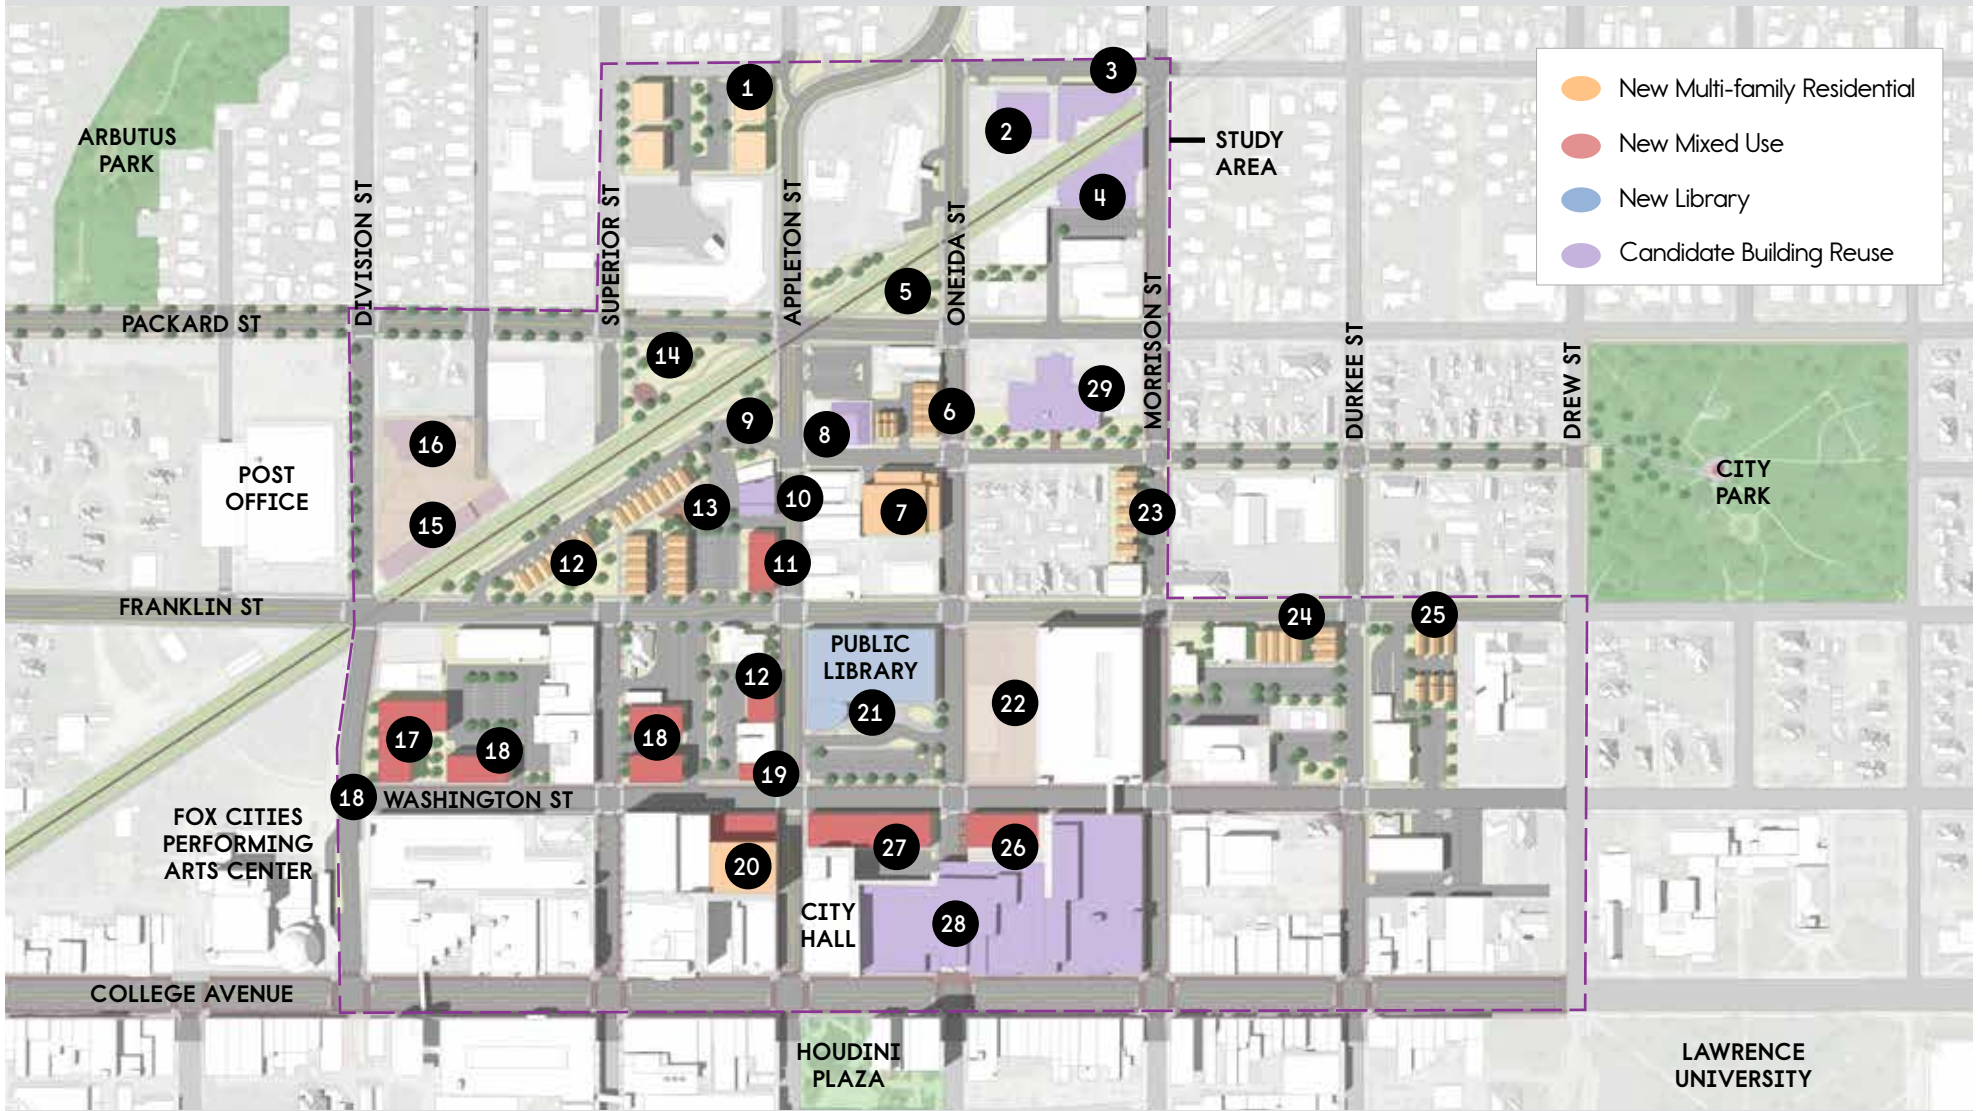 1
3
New Multi-family Residential
New Mixed Use
New Library
Candidate Building Reuse
2
ARBUTUS
PARK
STUDY
AREA
4
DIVISION ST
SUPERIOR ST
APPLETON ST
ONEIDA ST
MORRISON ST
5
PACKARD ST
DURKEE ST
DREW ST
14
29
6
9
8
16
POST
OFFICE
CITY
PARK
10
13
7
23
15
12
11
FRANKLIN ST
24
25
PUBLIC
LIBRARY
12
22
21
17
18
18
19
18
WASHINGTON ST
FOX CITIES
PERFORMING
ARTS CENTER
27
26
20
CITY
HALL
28
COLLEGE AVENUE
HOUDINI
PLAZA
LAWRENCE
UNIVERSITY